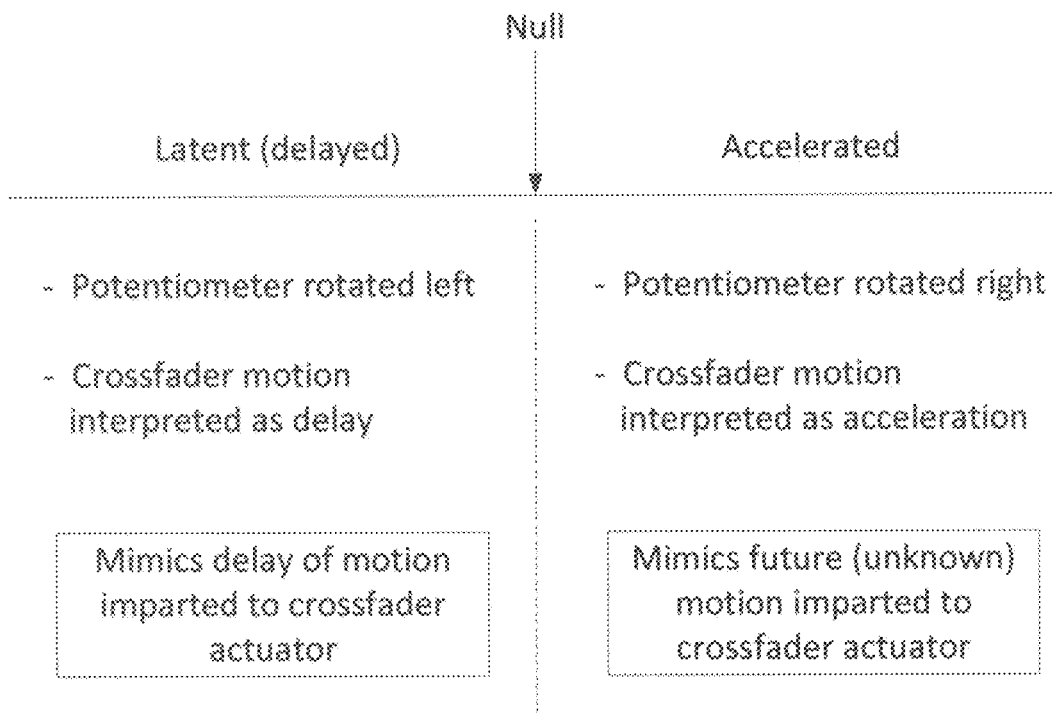 Null
Latent (delayed)
Accelerated
~ Potentiometer rotated left
~ Crossfader motion
interpreted as delay
Mimics delay of motion
imparted to crossfader
actuator
~ Potentiometer rotated right
~ Crossfader motion
interpreted as acceleration
Mimics future (unknown)
motion imparted to
crossfader actuator